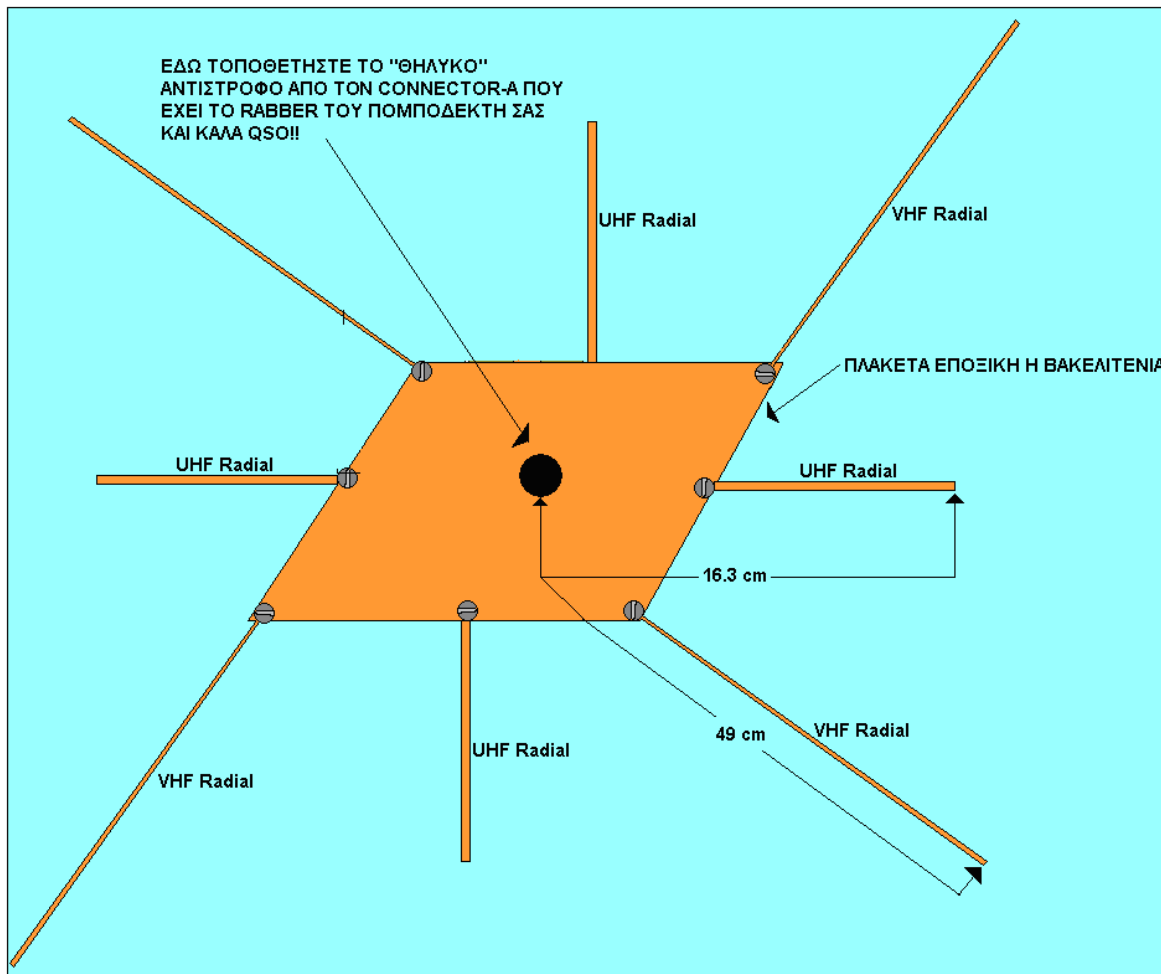 ΕΔΩ ΤΟΠΟΘΕΤΗΣΤΕ ΤΟ "ΘΗΛΥΚΟ"
ΑΝΤΙΣΤΡΟΦΟ ΑΠΟ ΤΟΝ CONNECTOR-Α ΠΟΥ
ΕΧΕΙ ΤΟ RABBER ΤΟΥ ΠΟΜΠΟΔΕΚΤΗ ΣΑΣ
ΚΑΙ ΚΑΛΑ QSO!!
UHF Radial
VHF Radial
ΠΛΑΚΕΤΑ ΕΠΟΞΙΚΗ Η ΒΑΚΕΛΙΤΕΝΙΑ
UHF Radial
UHF Radial
16.3 cm
49 cm
VHF Radial
UHF Radial
VHF Radial